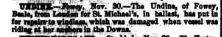 UNDINE.—Fowey, Nov. 30.—The Undine, of Fowey,
Beale, from London for St. Michael's, in ballast, has put in
for repairs to windlass, which was damaged when vessel was
riding at her anchors in the Downs.